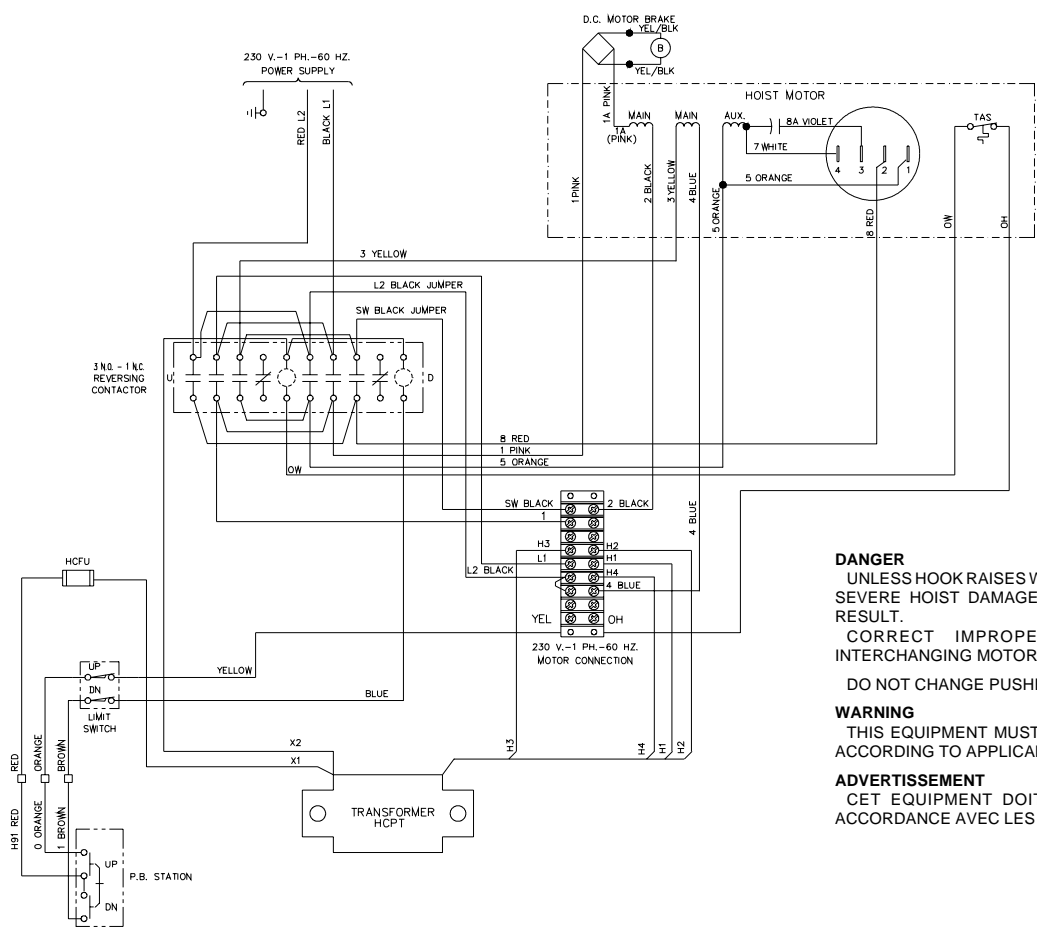 D.C. MOTOR BRAKE
YEL/BLK
B
YEL/BLK
230 V.-1 PH.-60 HZ.
POWER SUPPLY
RED L2
BLACK L1
HOIST MOTOR
1A PINK
1A
(PINK)
MAIN
MAIN
AUX.
8A VIOLET
7 WHITE
4
3
2
1
TAS
5 ORANGE
1 PINK
2 BLACK
3 YELLOW
4 BLUE
5 ORANGE
8 RED
OW
OH
3 YELLOW
L2 BLACK JUMPER
SW BLACK JUMPER
3 N.O. - 1 N.C.
REVERSING
CONTACTOR
U
D
8 RED
1 PINK
5 ORANGE
OW
SW BLACK
2 BLACK
1
4 BLUE
H3
H2
L1
H1
L2 BLACK
H4
4 BLUE
YEL
OH
230 V.-1 PH.-60 HZ.
MOTOR CONNECTION
HCFU
UP
YELLOW
DN
BLUE
LIMIT
SWITCH
X2
X1
H3
H4
H1
H2
RED
ORANGE
BROWN
H91 RED
0 ORANGE
1 BROWN
TRANSFORMER
HCPT
UP
DN
P.B. STATION
DANGER
UNLESS HOOK RAISES
SEVERE HOIST DAMAGE
RESULT.
CORRECT
INTERCHANGING MOTOR
DO NOT CHANGE
WARNING
THIS EQUIPMENT MUST
ACCORDING TO
ADVERTISSEMENT
CET EQUIPMENT DOIT
ACCORDANCE AVEC LES